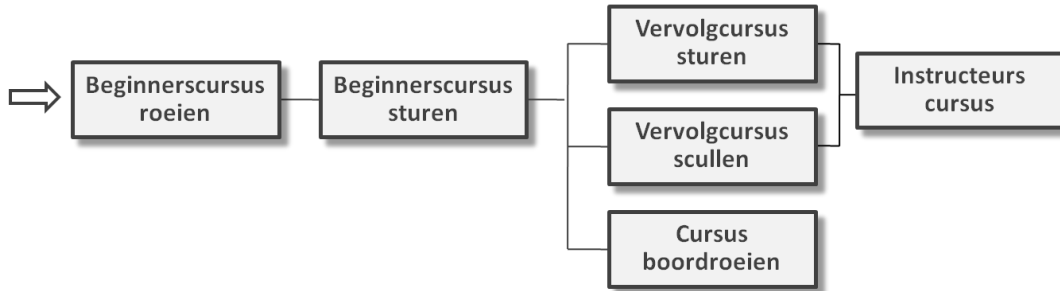 Beginnerscursus
roeien
Beginnerscursus
sturen
Vervolgcursus
sturen
Vervolgcursus
scullen
Cursus
boordroeien
Instructeurs
cursus